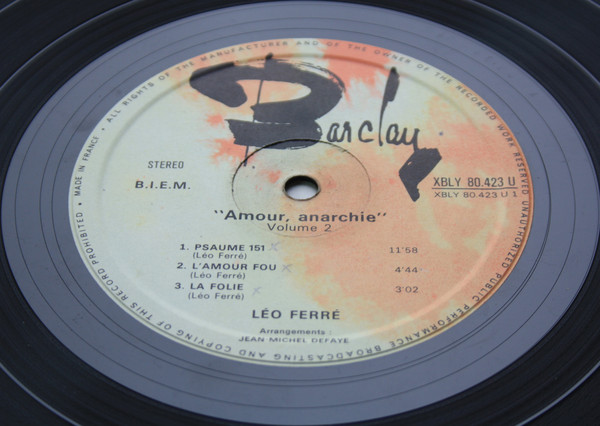 • MADE IN FRANCE • ALL RIGHTS OF THE MANUFACTURER AND OF THE OWNER OF THE RECORDED WORK RESERVED UNAUTHORIZED PUBLIC PERFORMANCE BROADCASTING AND COPYING OF THIS RECORD PROHIBITED
Barclay
STEREO
B.I.E.M.
XBLY 80.423 U
XBLY 80 423 U 1
"Amour, anarchie"
Volume 2
1. PSAUME 151 11'58
(Léo Ferré)
2. L'AMOUR FOU 4'44
(Léo Ferré)
3. LA FOLIE 3'02
(Léo Ferré)
LÉO FERRÉ
Arrangements :
JEAN MICHEL DEFAYE